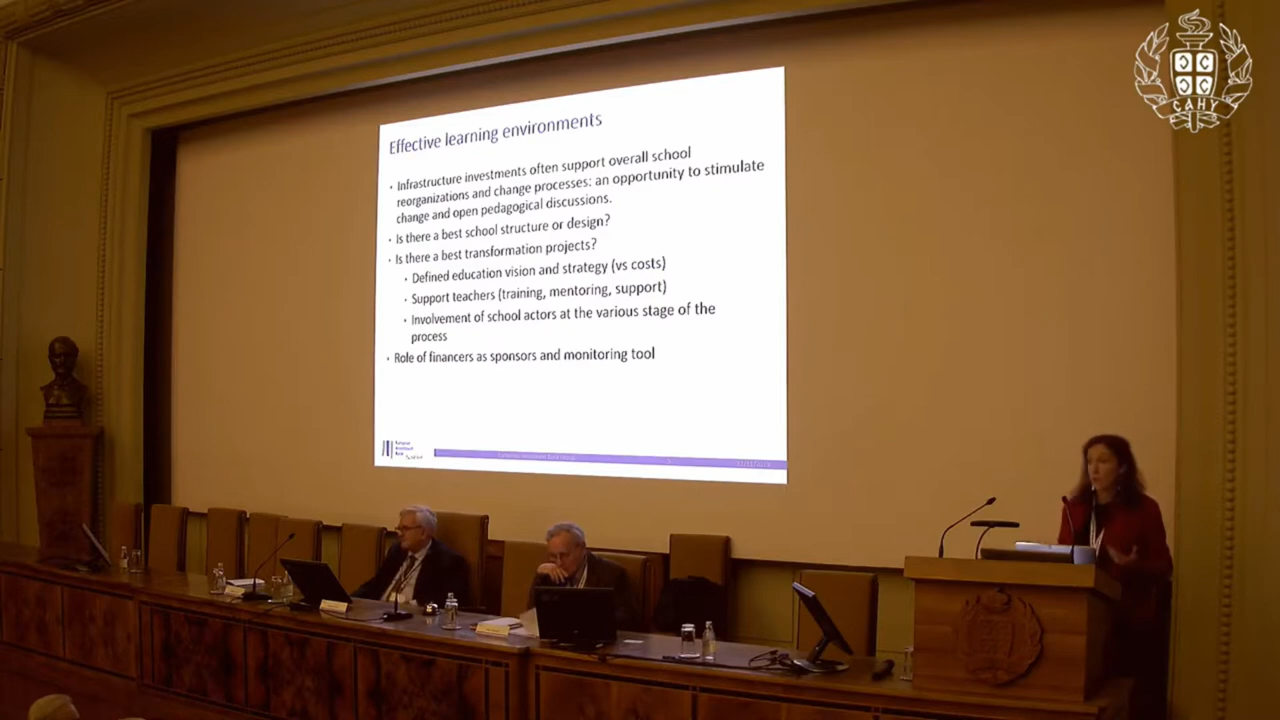 Effective learning environments
• Infrastructure investments often support overall school
reorganizations and change processes: an opportunity to stimulate
change and open pedagogical discussions.
• Is there a best school structure or design?
• Is there a best transformation projects?
• Defined education vision and strategy (vs costs)
• Support teachers (training, mentoring, support)
• Involvement of school actors at the various stage of the
process
• Role of financers as sponsors and monitoring tool
European
Investment
Bank
САНУ